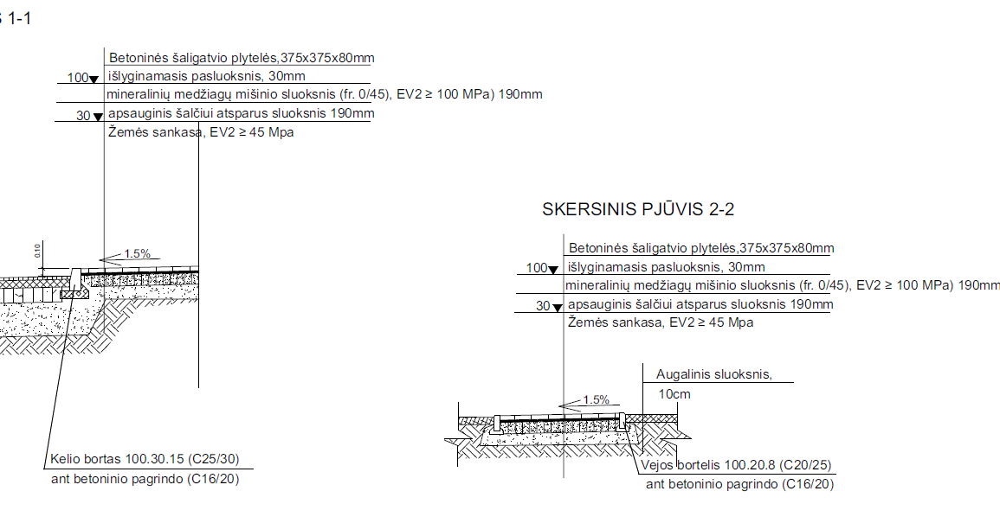 S 1-1
Betoninės šaligatvio plytelės,375x375x80mm
100 išlyginamasis pasluoksnis, 30mm
mineralinių medžiagų mišinio sluoksnis (fr. 0/45), EV2 ≥ 100 MPa) 190mm
30 apsauginis šalčiui atsparus sluoksnis 190mm
Žemės sankasa, EV2 ≥ 45 Mpa
0.10
1.5%
Kelio bortas 100.30.15 (C25/30)
ant betoninio pagrindo (C16/20)
SKERSINIS PJŪVIS 2-2
Betoninės šaligatvio plytelės,375x375x80mm
100 išlyginamasis pasluoksnis, 30mm
mineralinių medžiagų mišinio sluoksnis (fr. 0/45), EV2 ≥ 100 MPa) 190mm
30 apsauginis šalčiui atsparus sluoksnis 190mm
Žemės sankasa, EV2 ≥ 45 Mpa
Augalinis sluoksnis,
10cm
1.5%
Vejos bortelis 100.20.8 (C20/25)
ant betoninio pagrindo (C16/20)